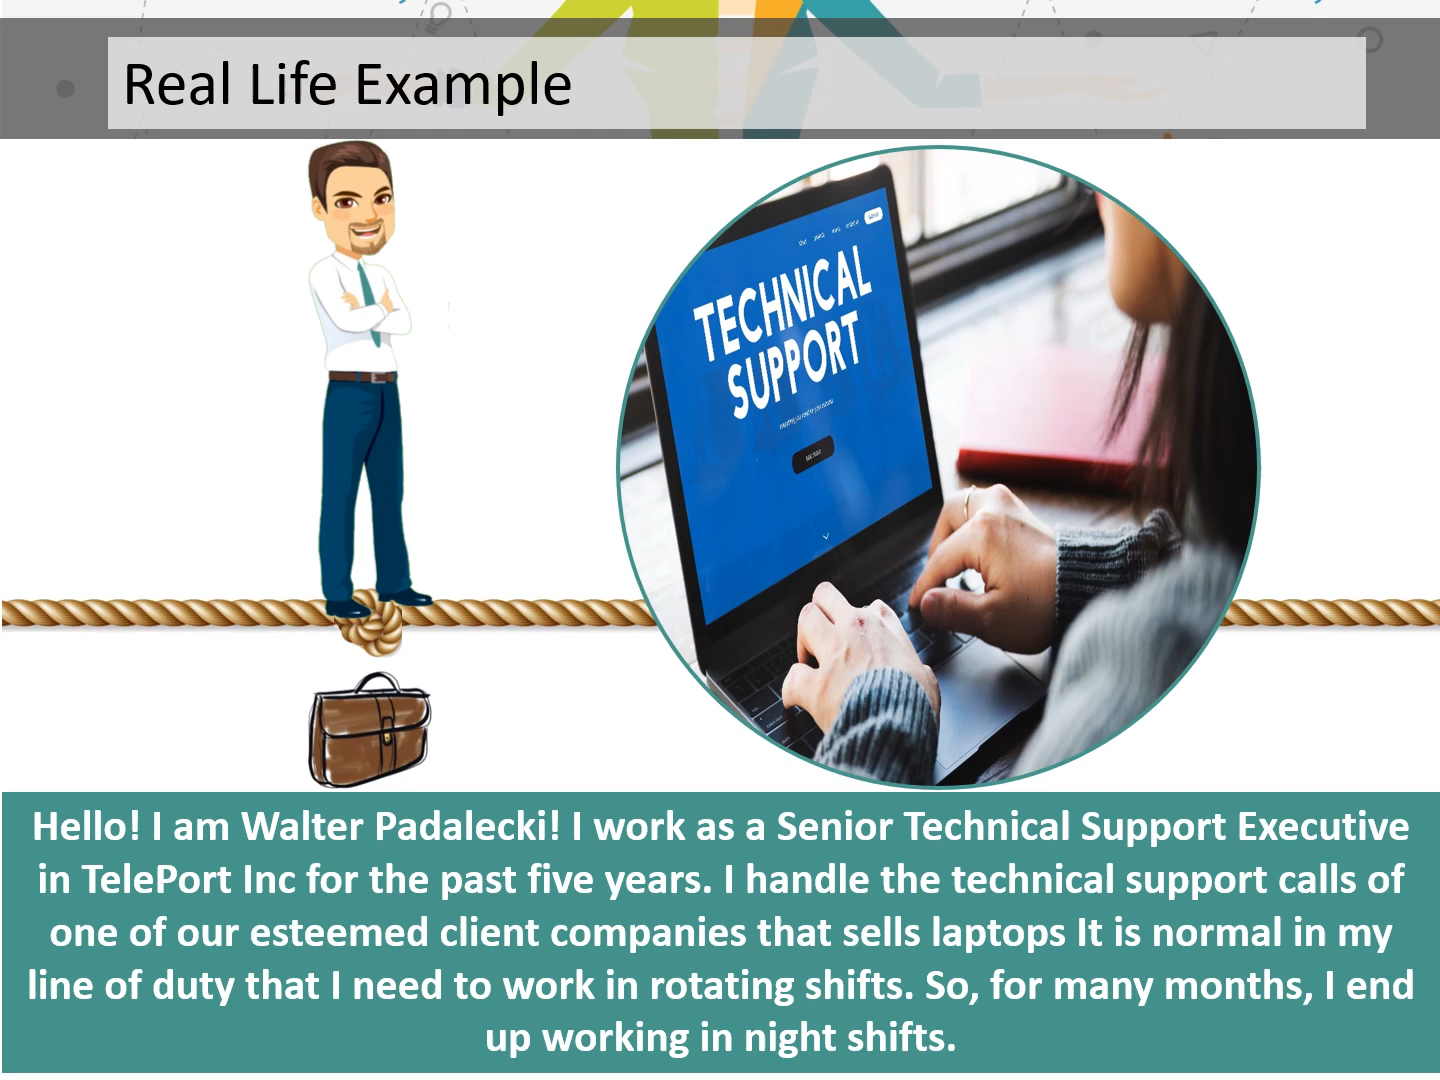 Real Life Example
TECHNICAL
SUPPORT
Hello! I am Walter Padalecki! I work as a Senior Technical Support Executive
in TelePort Inc for the past five years. I handle the technical support calls of
one of our esteemed client companies that sells laptops It is normal in my
line of duty that I need to work in rotating shifts. So, for many months, I end
up working in night shifts.